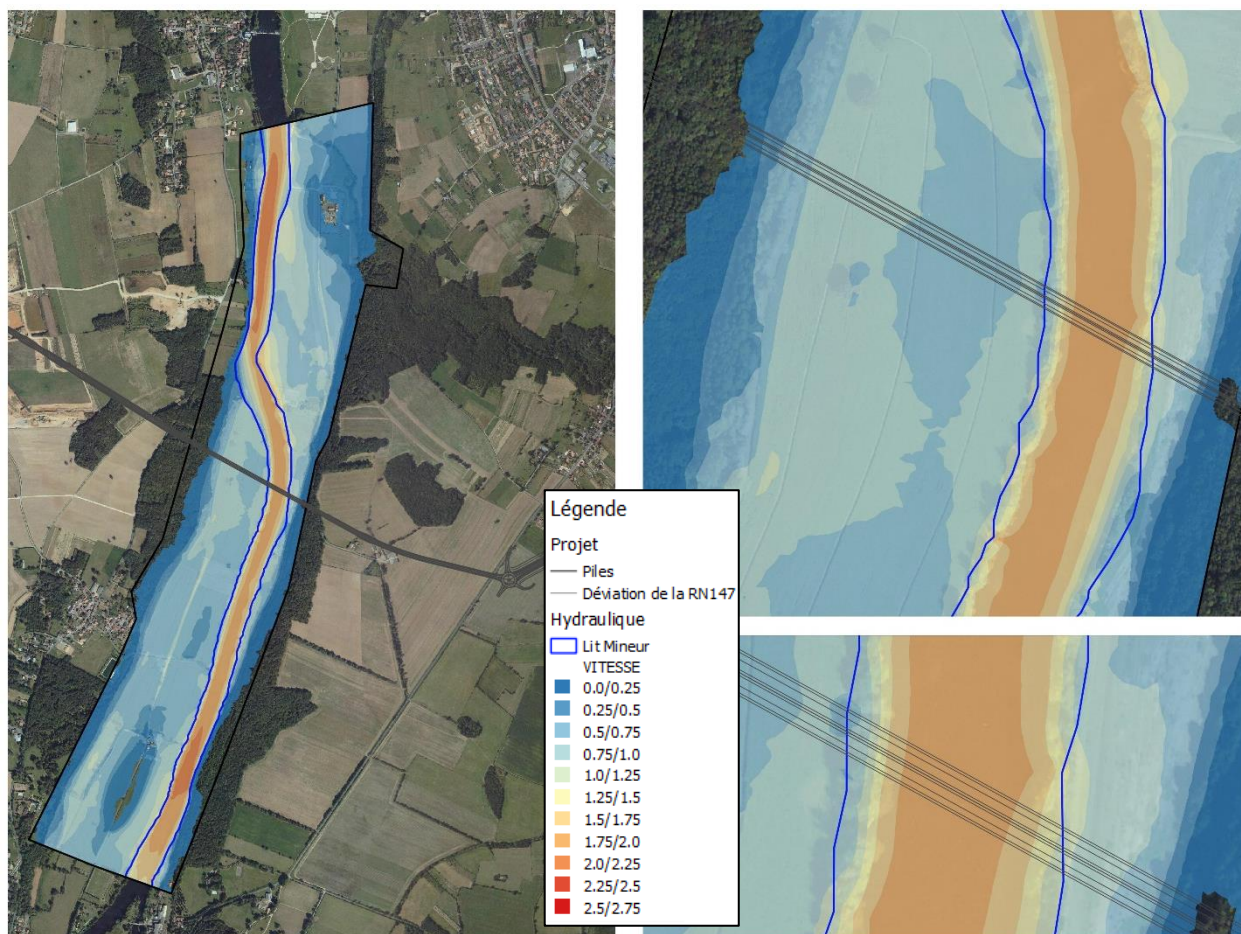 Légende
Projet
Piles
Déviation de la RN147
Hydraulique
Lit Mineur
VITESSE
0.0/0.25
0.25/0.5
0.5/0.75
0.75/1.0
1.0/1.25
1.25/1.5
1.5/1.75
1.75/2.0
2.0/2.25
2.25/2.5
2.5/2.75